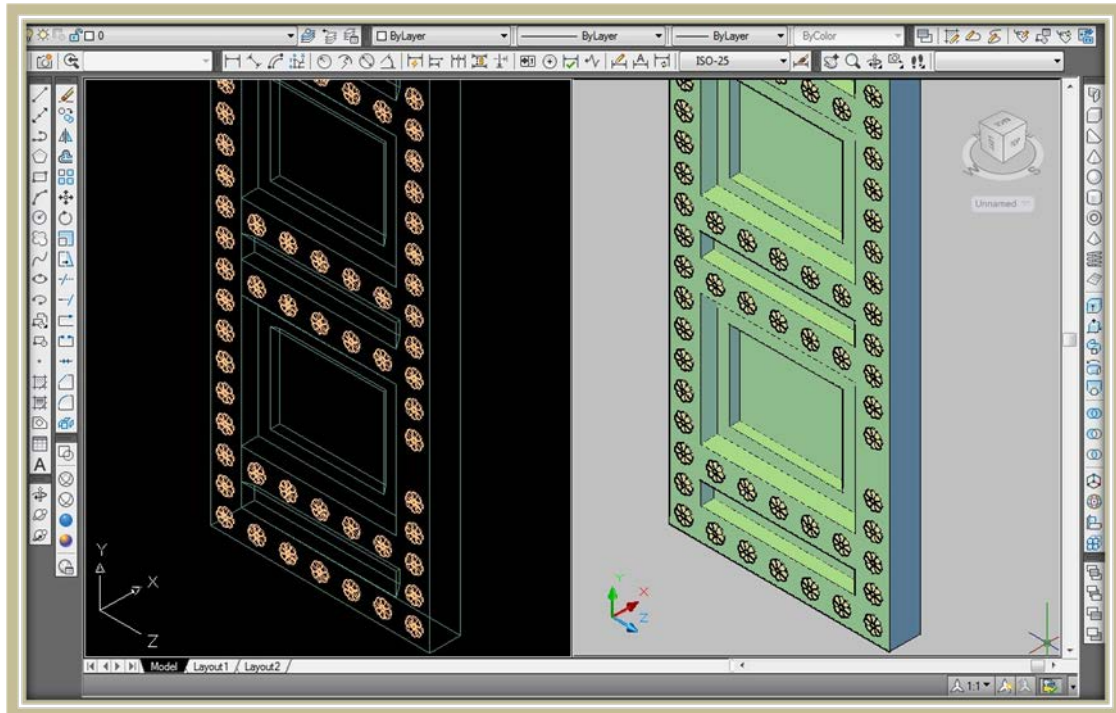 0 ByLayer ByLayer ByLayer ByColor
ISO-25
Unnamed
A
Y
X
Z
Y
X
Z
Model Layout1 Layout2
1:1